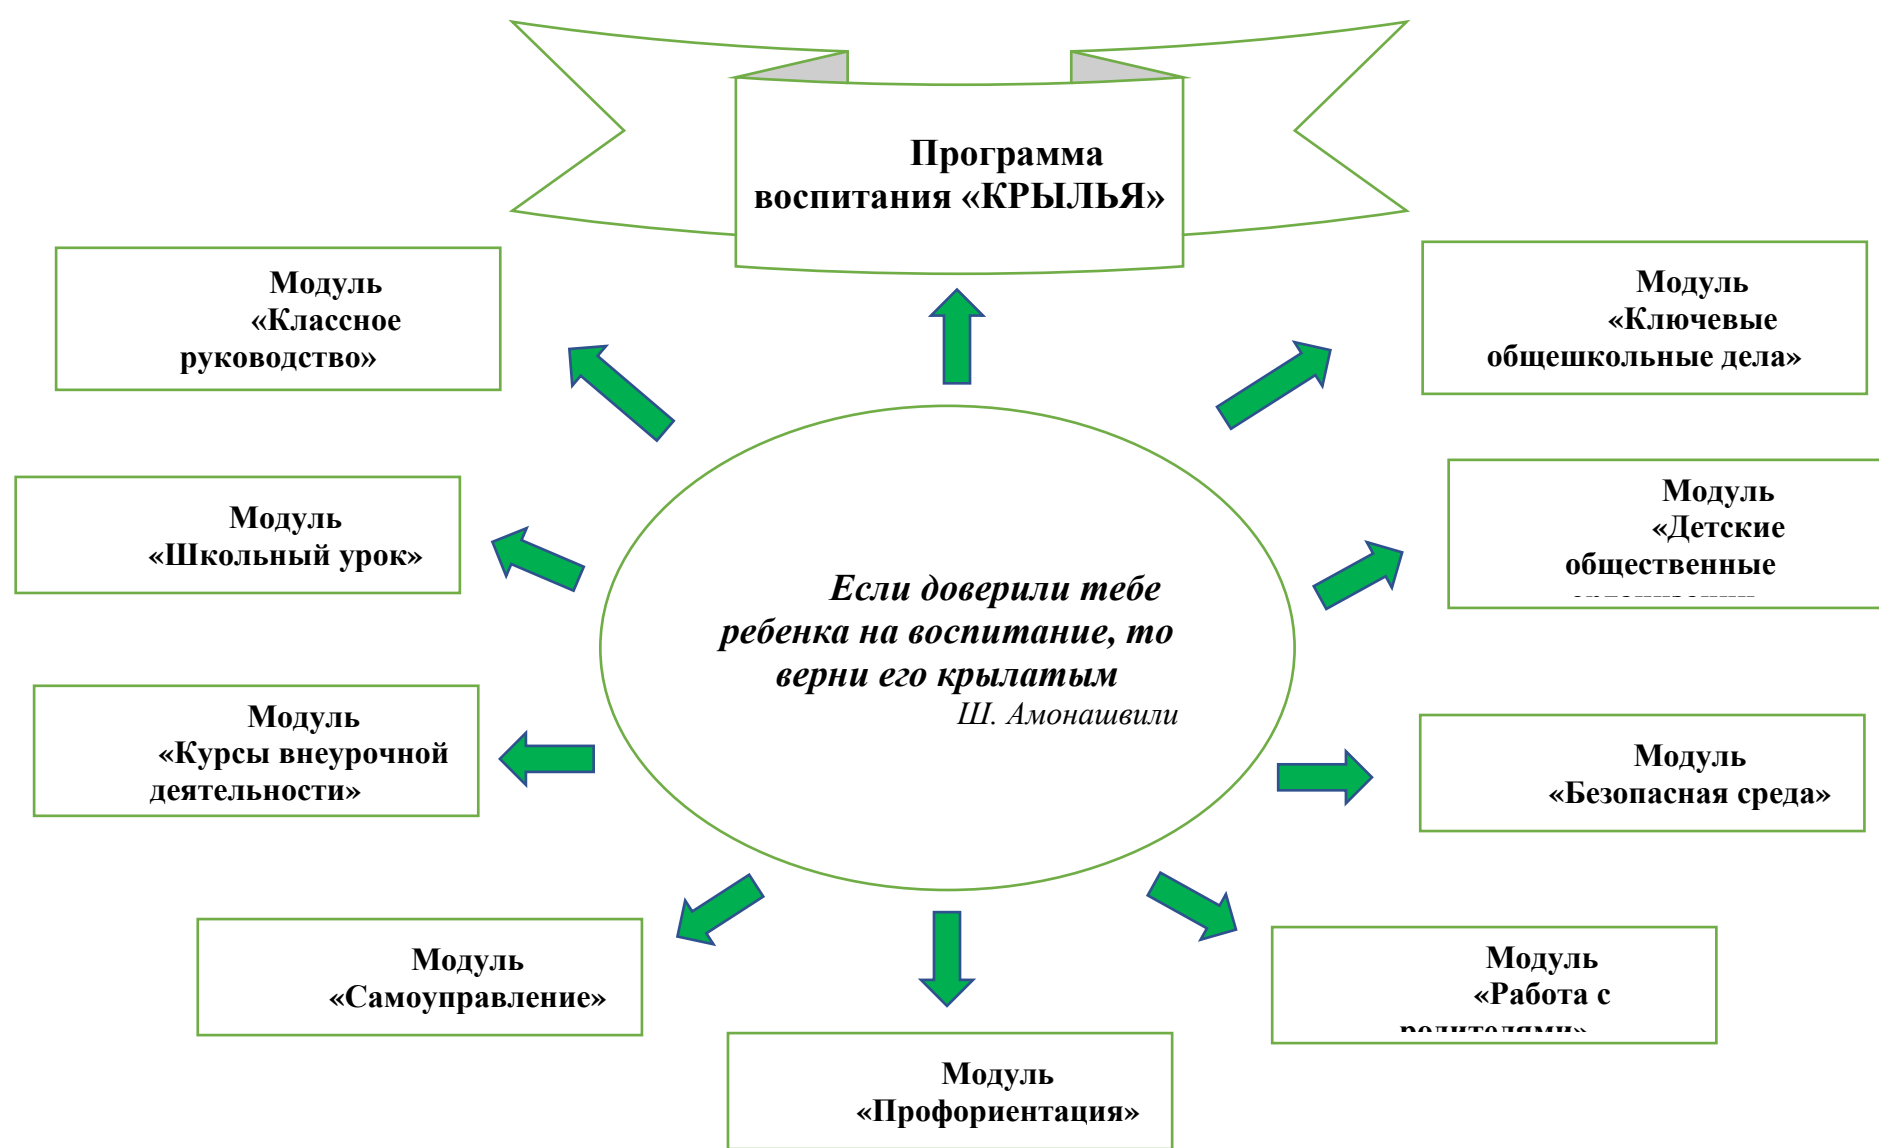 Программа
воспитания «КРЫЛЬЯ»
Модуль
«Классное
руководство»
Модуль
«Ключевые
общешкольные дела»
Модуль
«Школьный урок»
Модуль
«Детские
общественные
Если доверили тебе
ребенка на воспитание, то
верни его крылатым
Ш. Амонашвили
Модуль
«Курсы внеурочной
деятельности»
Модуль
«Безопасная среда»
Модуль
«Самоуправление»
Модуль
«Работа с
родителями»
Модуль
«Профориентация»